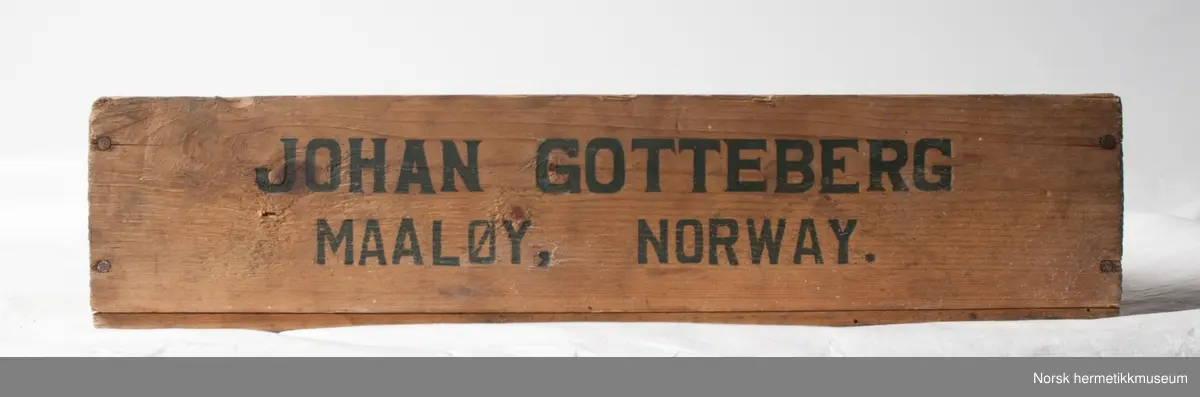 JOHAN GOTTEBERG
MAALØY, NORWAY.
Norsk hermetikkmuseum